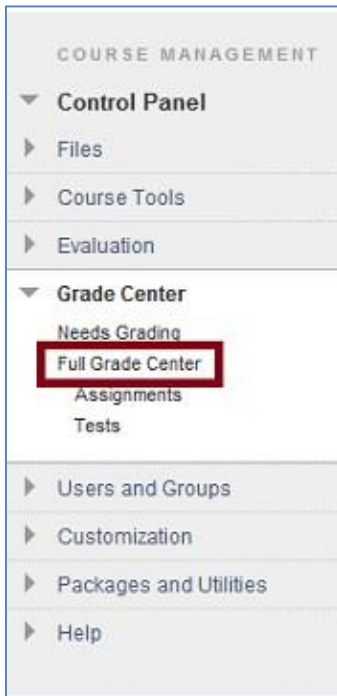 COURSE MANAGEMENT
Control Panel
Files
Course Tools
Evaluation
Grade Center
Needs Grading
Full Grade Center
Assignments
Tests
Users and Groups
Customization
Packages and Utilities
Help